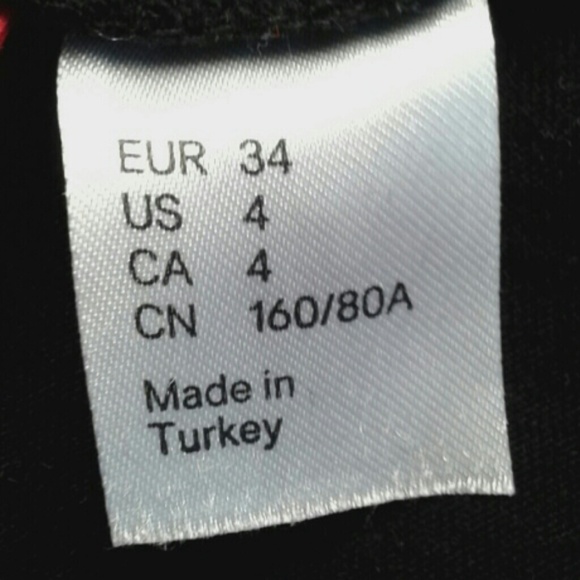 EUR 34
US 4
CA 4
CN 160/80A
Made in
Turkey